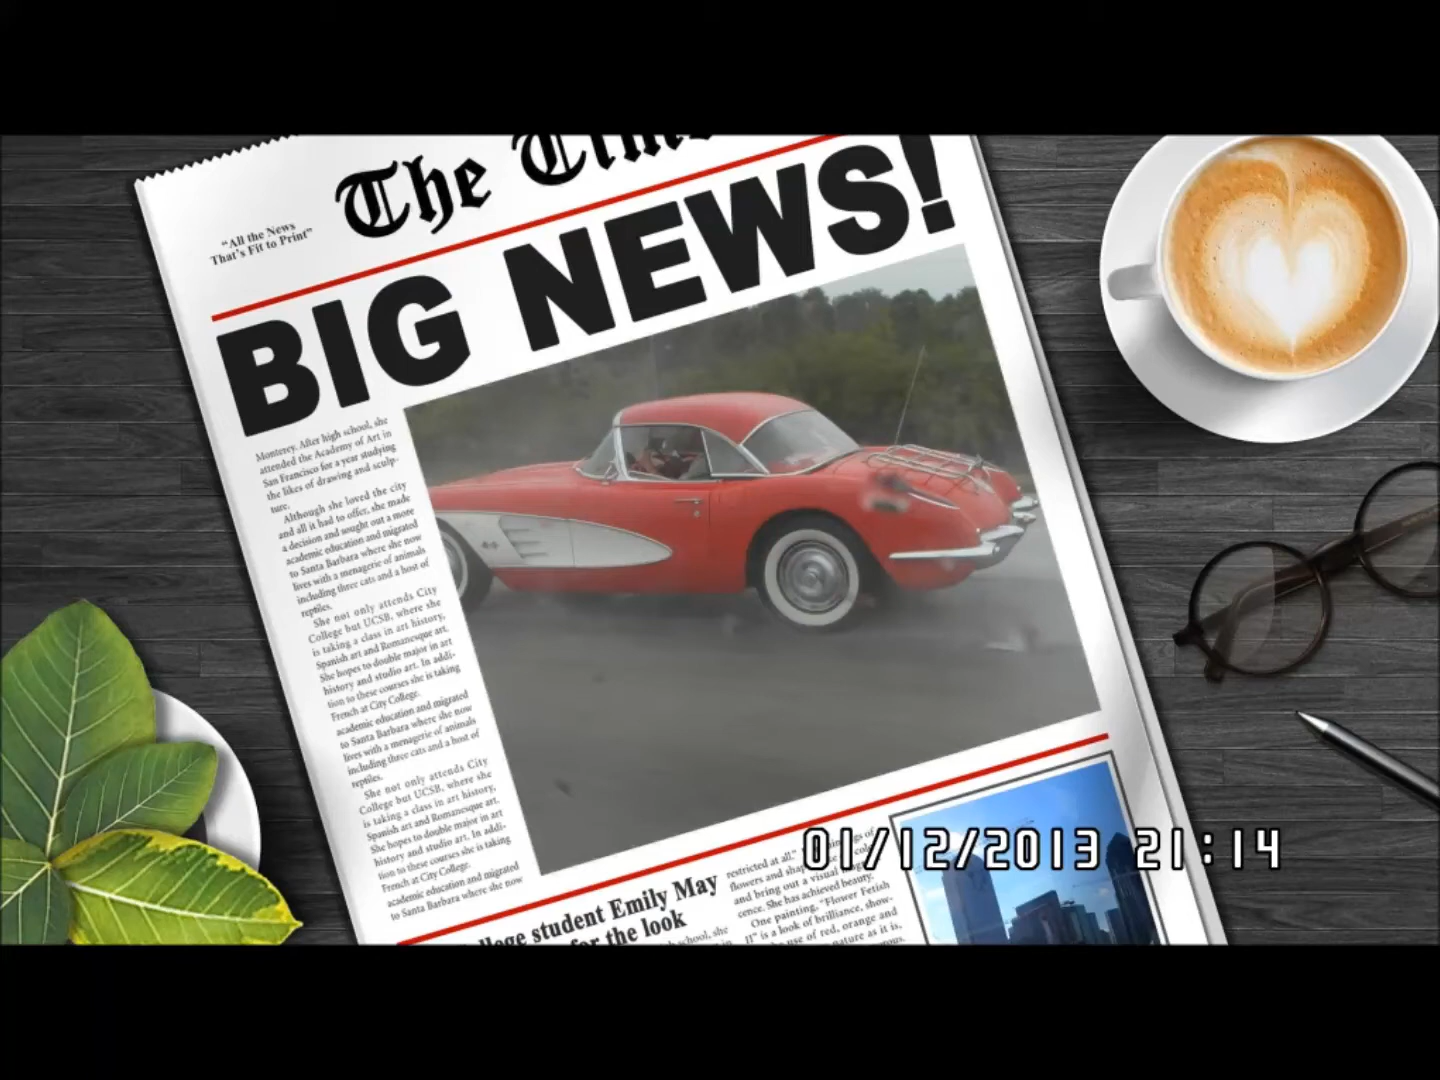 The
"All the News
That's Fit to Print"
BIG NEWS!
Monterey. After high school, she
attended the Academy of Art in
San Francisco for a year studying
the likes of drawing and sculp-
ture.
Although she loved the city
and all it had to offer, she made
a decision and sought out a more
academic education and migrated
to Santa Barbara where she now
lives with a menagerie of animals
including three cats and a host of
reptiles.
She not only attends City
College but UCSB, where she
is taking a class in art history,
Spanish art and Romanesque art.
She hopes to double major in art
history and studio art. In addi-
tion to these courses she is taking
French at City College.
academic education and migrated
to Santa Barbara where she now
lives with a menagerie of animals
including three cats and a host of
reptiles.
She not only attends City
College but UCSB, where she
is taking a class in art history,
Spanish art and Romanesque art.
She hopes to double major in art
history and studio art. In addi-
tion to these courses she is taking
French at City College.
academic education and migrated
to Santa Barbara where she now
student Emily May
for the look
school, she
restricted at all."
flowers and
and bring out a visual
cence. She has achieved beauty.
One painting, "Flower Fetish
is a look of brilliance, show-
use of red, orange and
nature as it is,
01/12/2013 21:14